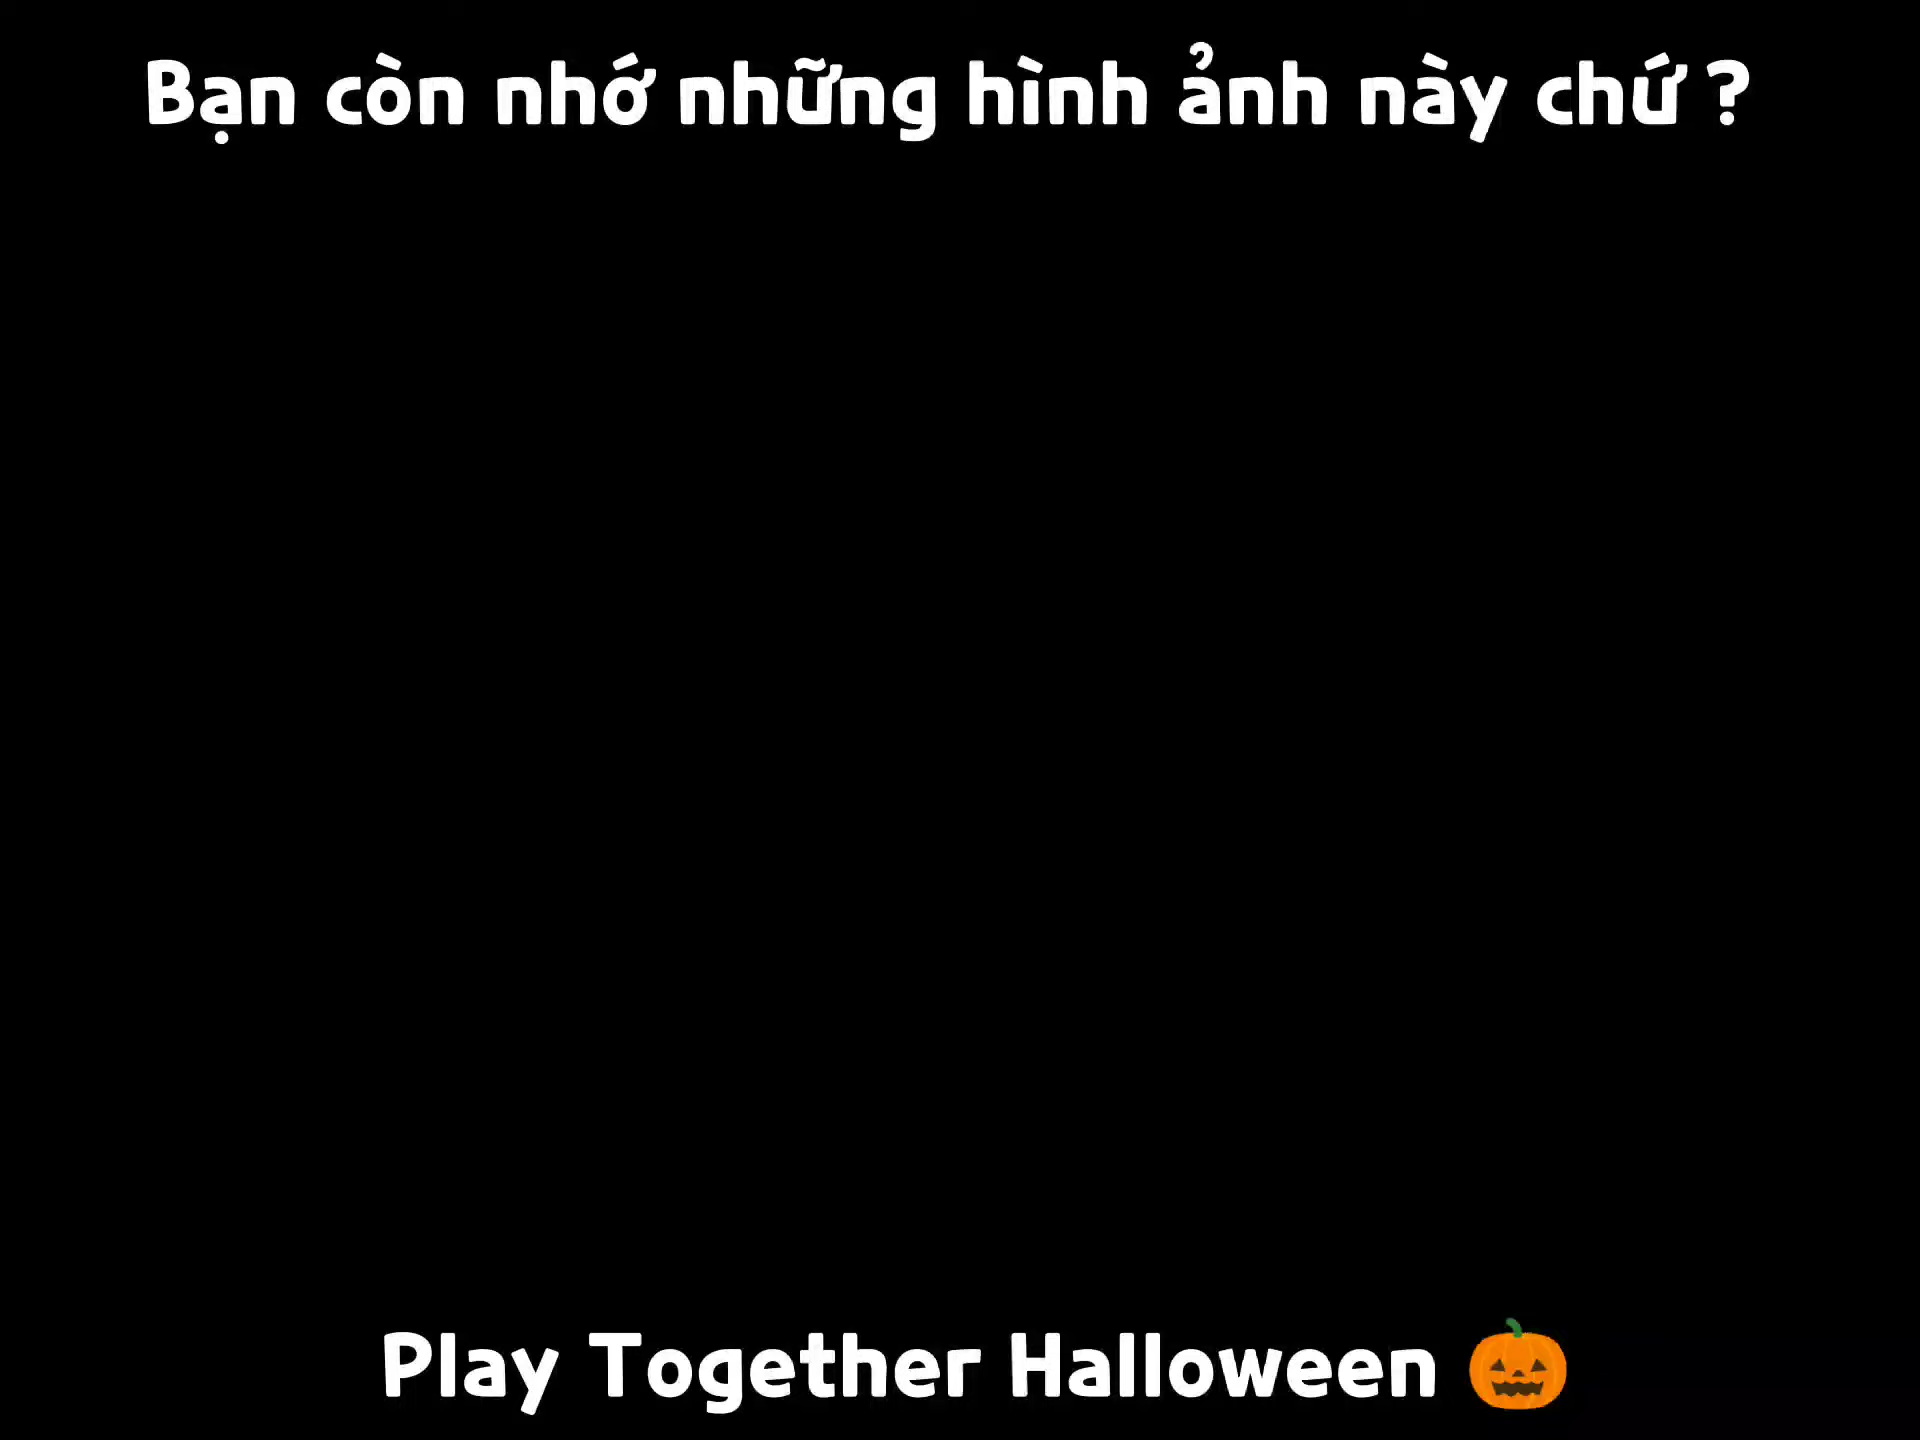 Bạn còn nhớ những hình ảnh này chứ ?
Play Together Halloween 🎃